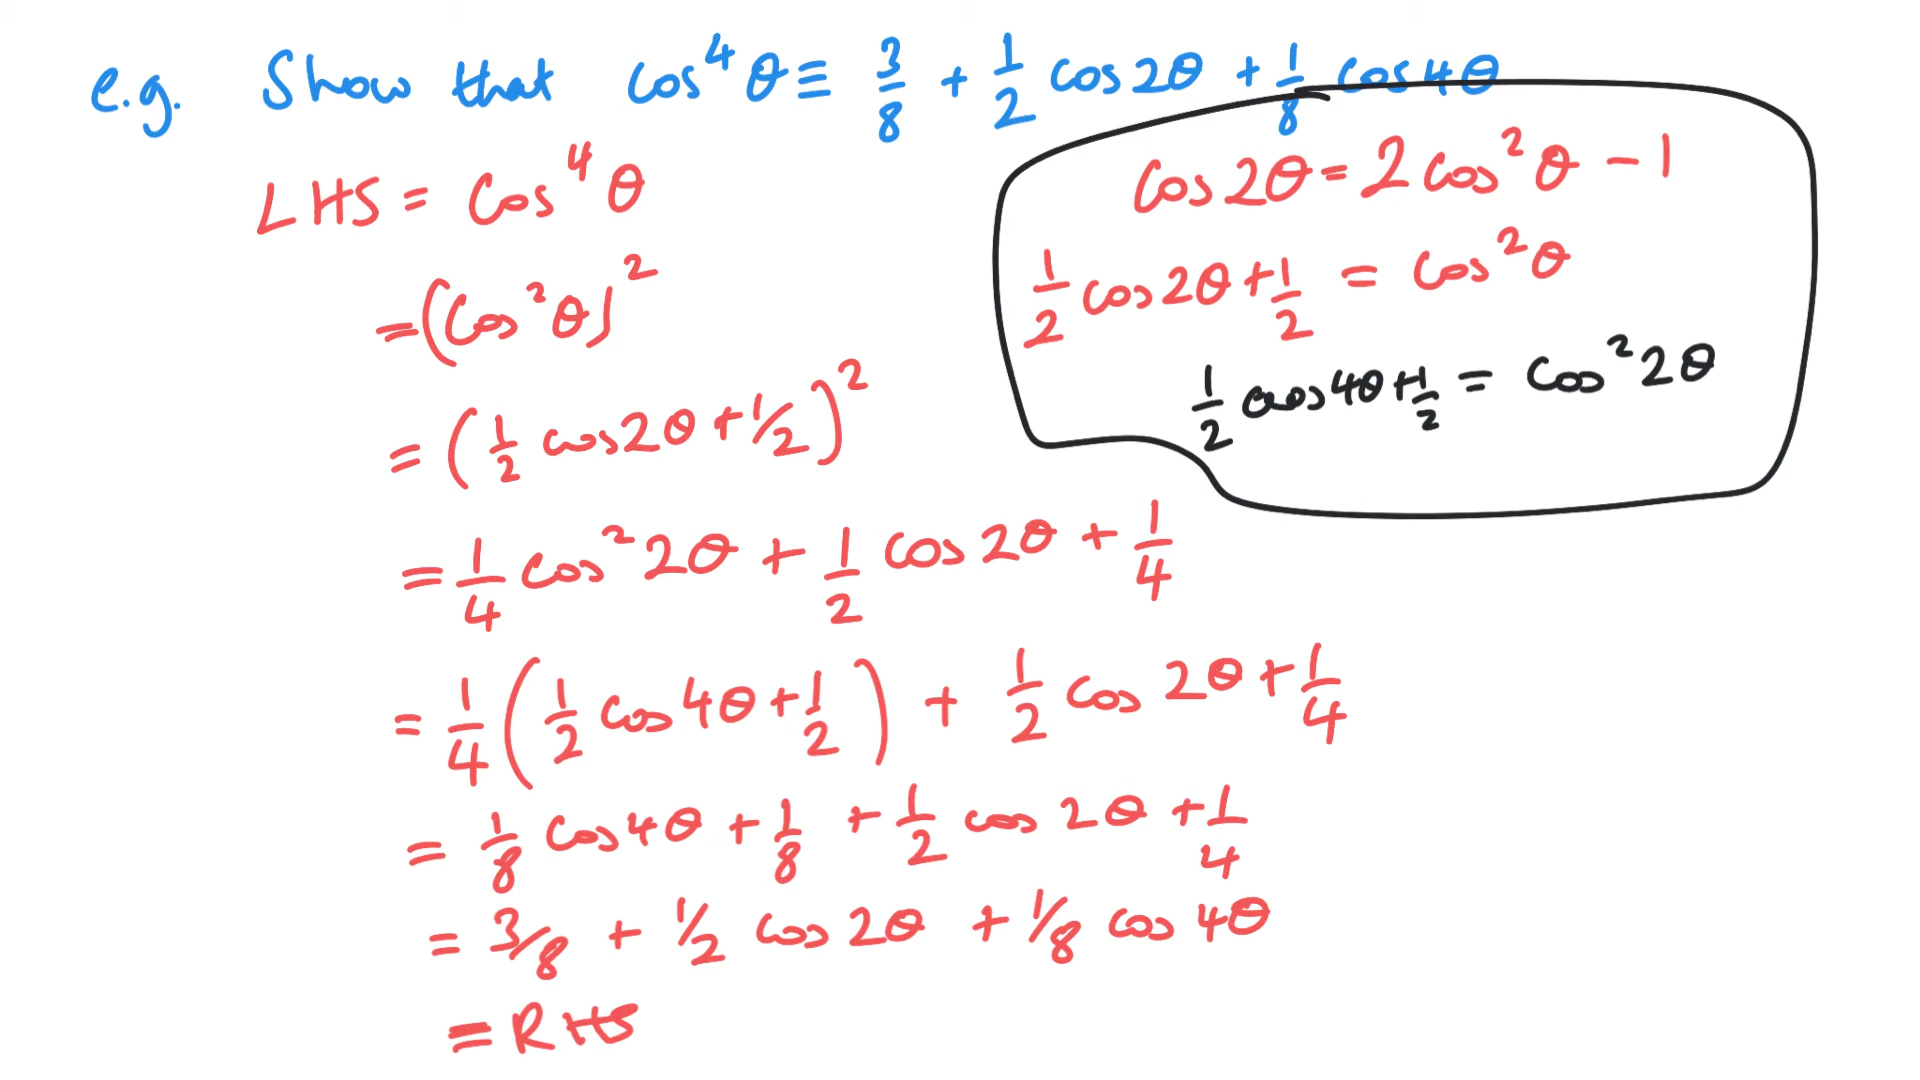 e.g. Show that cos⁴θ ≡ 3/8 + 1/2 cos2θ + 1/8 cos4θ
LHS = cos⁴θ
= (cos²θ)²
= (1/2 cos2θ + 1/2)²
= 1/4 cos²2θ + 1/2 cos2θ + 1/4
= 1/4 (1/2 cos4θ + 1/2) + 1/2 cos2θ + 1/4
= 1/8 cos4θ + 1/8 + 1/2 cos2θ + 1/4
= 3/8 + 1/2 cos2θ + 1/8 cos4θ
= RHS
cos2θ = 2cos²θ - 1
1/2 cos2θ + 1/2 = cos²θ
1/2 cos4θ + 1/2 = cos²2θ